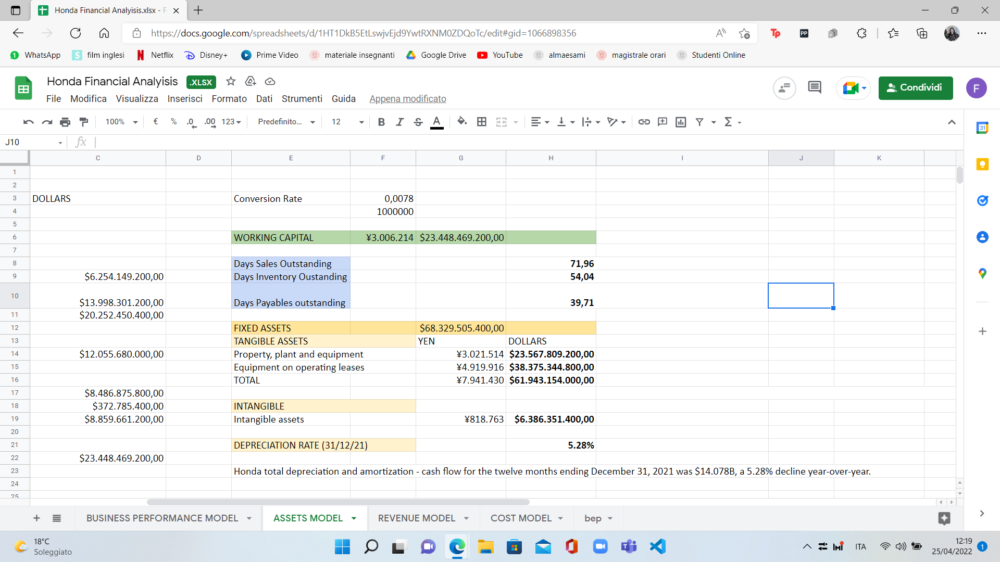 Honda Financial Analyisis.xlsx - F
https://docs.google.com/spreadsheets/d/1HT1DkB5EtLswjvEjd9YwtRXNM0ZDQoTc/edit#gid=1066898356
WhatsApp film inglesi Netflix Disney+ Prime Video materiale insegnanti Google Drive YouTube almaesami magistrale orari Studenti Online
Honda Financial Analyisis .XLSX
Condividi
F
File Modifica Visualizza Inserisci Formato Dati Strumenti Guida Appena modificato
100% € % .0 .00 123 Predefinito... 12 B I S A
J10 fx
C D E F G H I J K
1
2
3 DOLLARS Conversion Rate 0,0078
4 1000000
5
6 WORKING CAPITAL ¥3.006.214 $23.448.469.200,00
7
8 Days Sales Outstanding 71,96
9 $6.254.149.200,00 Days Inventory Oustanding 54,04
10 $13.998.301.200,00 Days Payables outstanding 39,71
11 $20.252.450.400,00
12 FIXED ASSETS $68.329.505.400,00
13 TANGIBLE ASSETS YEN DOLLARS
14 $12.055.680.000,00 Property, plant and equipment ¥3.021.514 $23.567.809.200,00
15 Equipment on operating leases ¥4.919.916 $38.375.344.800,00
16 TOTAL ¥7.941.430 $61.943.154.000,00
17 $8.486.875.800,00
18 $372.785.400,00 INTANGIBLE
19 $8.859.661.200,00 Intangible assets ¥818.763 $6.386.351.400,00
20
21 DEPRECIATION RATE (31/12/21) 5.28%
22 $23.448.469.200,00
23 Honda total depreciation and amortization - cash flow for the twelve months ending December 31, 2021 was $14.078B, a 5.28% decline year-over-year.
24
25
BUSINESS PERFORMANCE MODEL ASSETS MODEL REVENUE MODEL COST MODEL bep
18°C
Soleggiato
ITA
12:19
25/04/2022
1